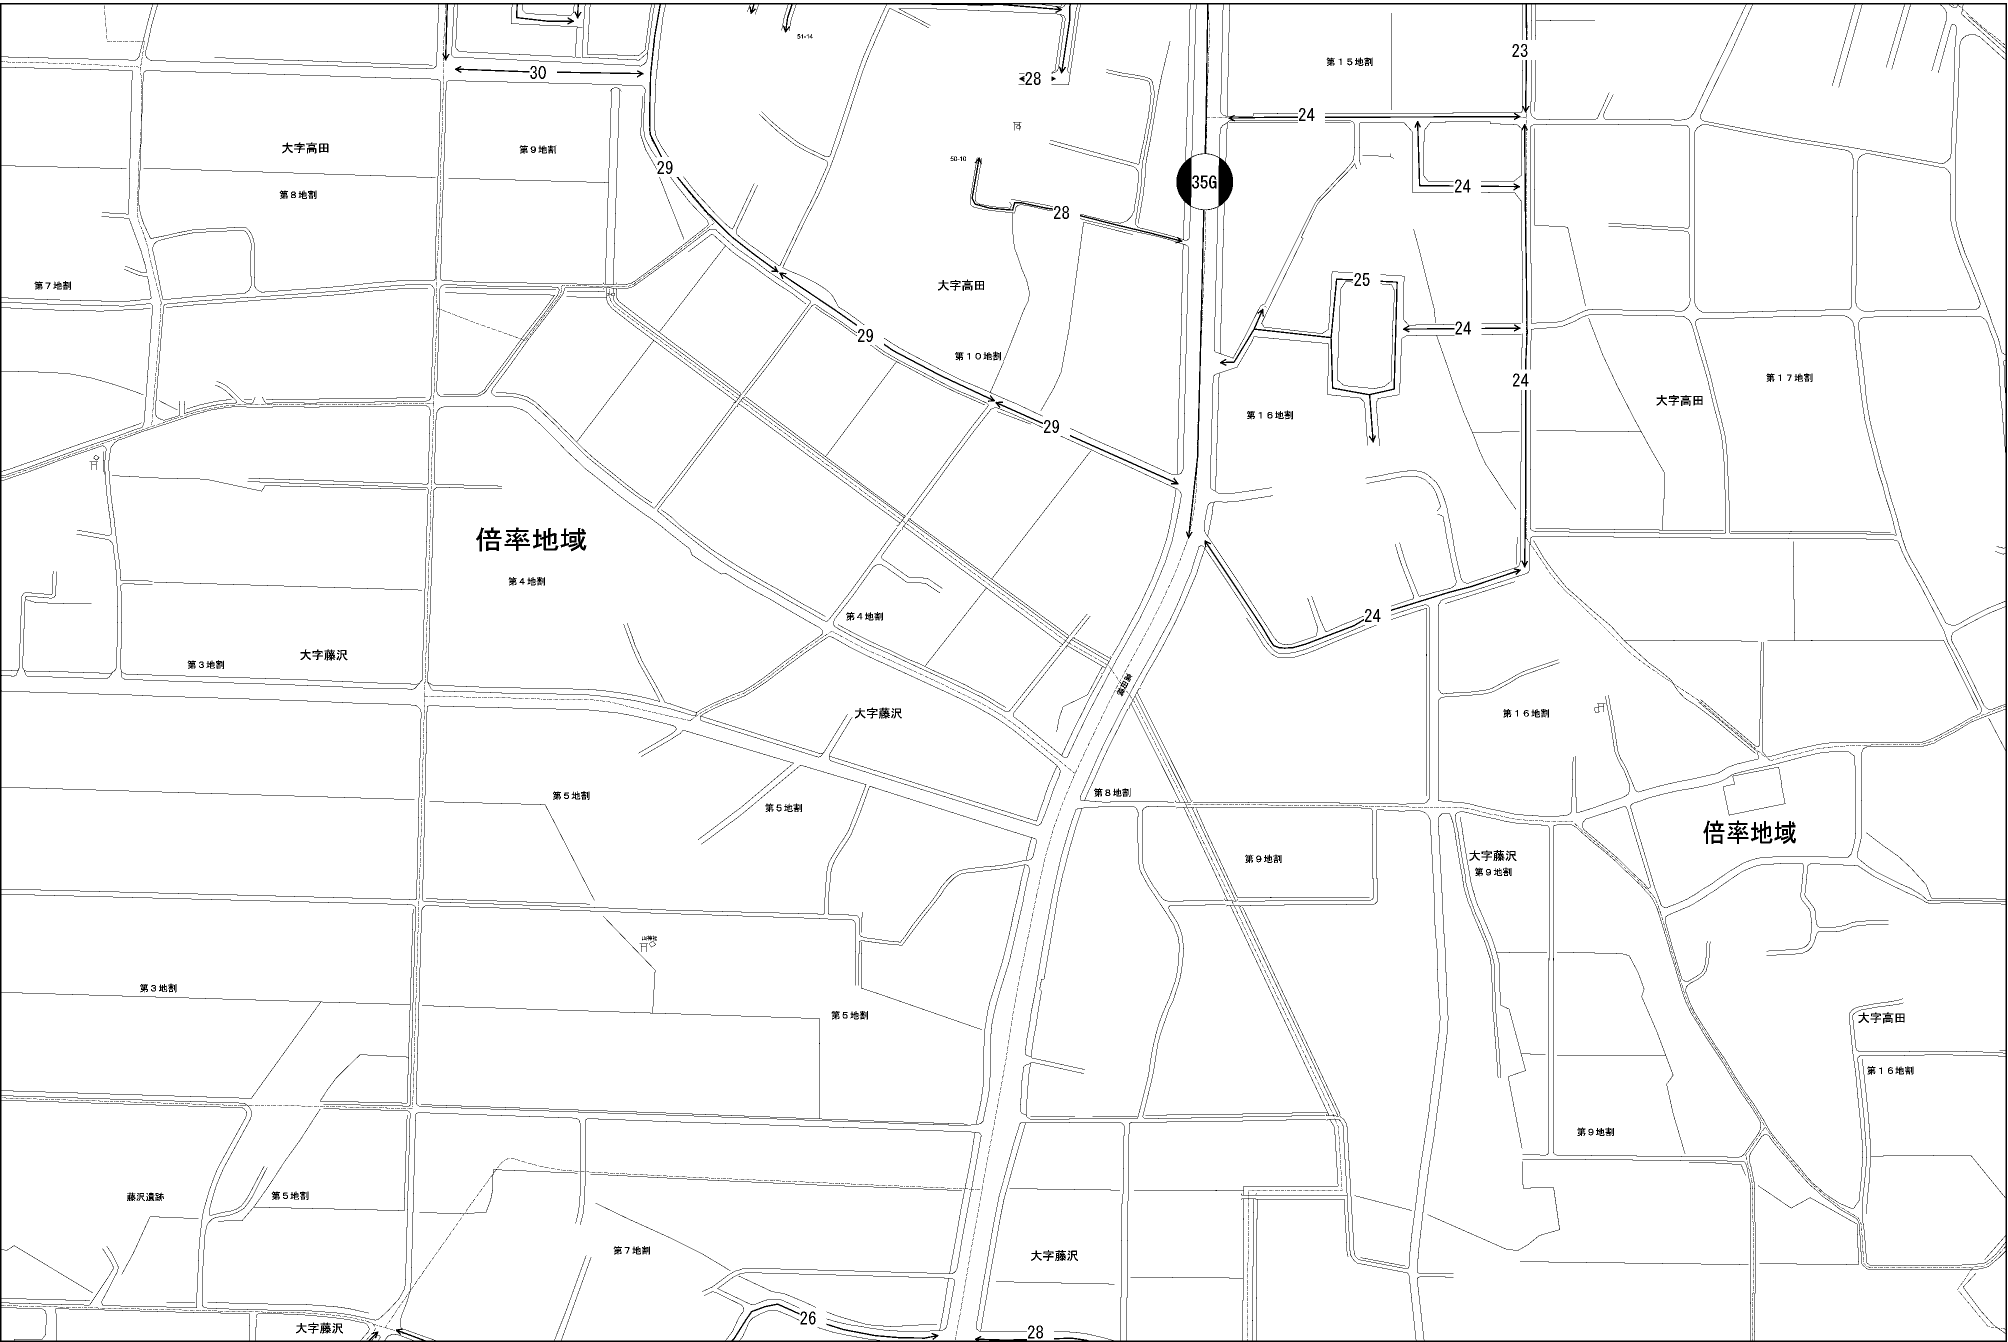 51-14
23
30
28
第１５地割
24
大字高田
第９地割
50-10
29
35G
24
第８地割
28
第７地割
大字高田
25
29
24
第１０地割
24
第１７地割
大字高田
第１６地割
29
倍率地域
第４地割
第４地割
24
大字藤沢
第３地割
大字藤沢
第１６地割
第５地割
第５地割
第８地割
倍率地域
第９地割
大字藤沢
第９地割
山神社
第３地割
第５地割
大字高田
第１６地割
第９地割
藤沢遺跡
第５地割
第７地割
大字藤沢
26
大字藤沢
28